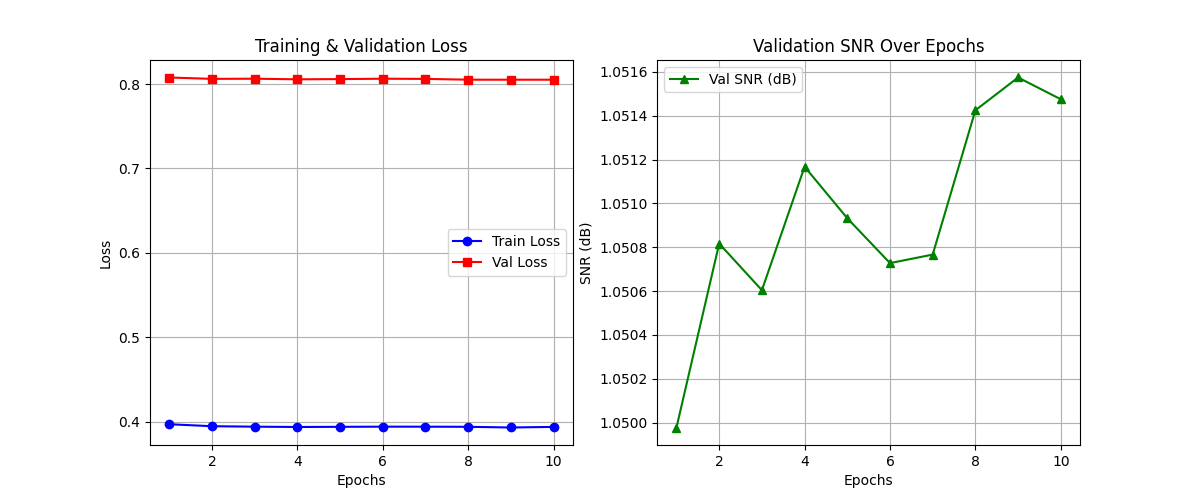 Training & Validation Loss
Loss
0.8
0.7
0.6
0.5
0.4
Train Loss
Val Loss
2 4 6 8 10
Epochs
Validation SNR Over Epochs
SNR (dB)
Val SNR (dB)
1.0516
1.0514
1.0512
1.0510
1.0508
1.0506
1.0504
1.0502
1.0500
2 4 6 8 10
Epochs